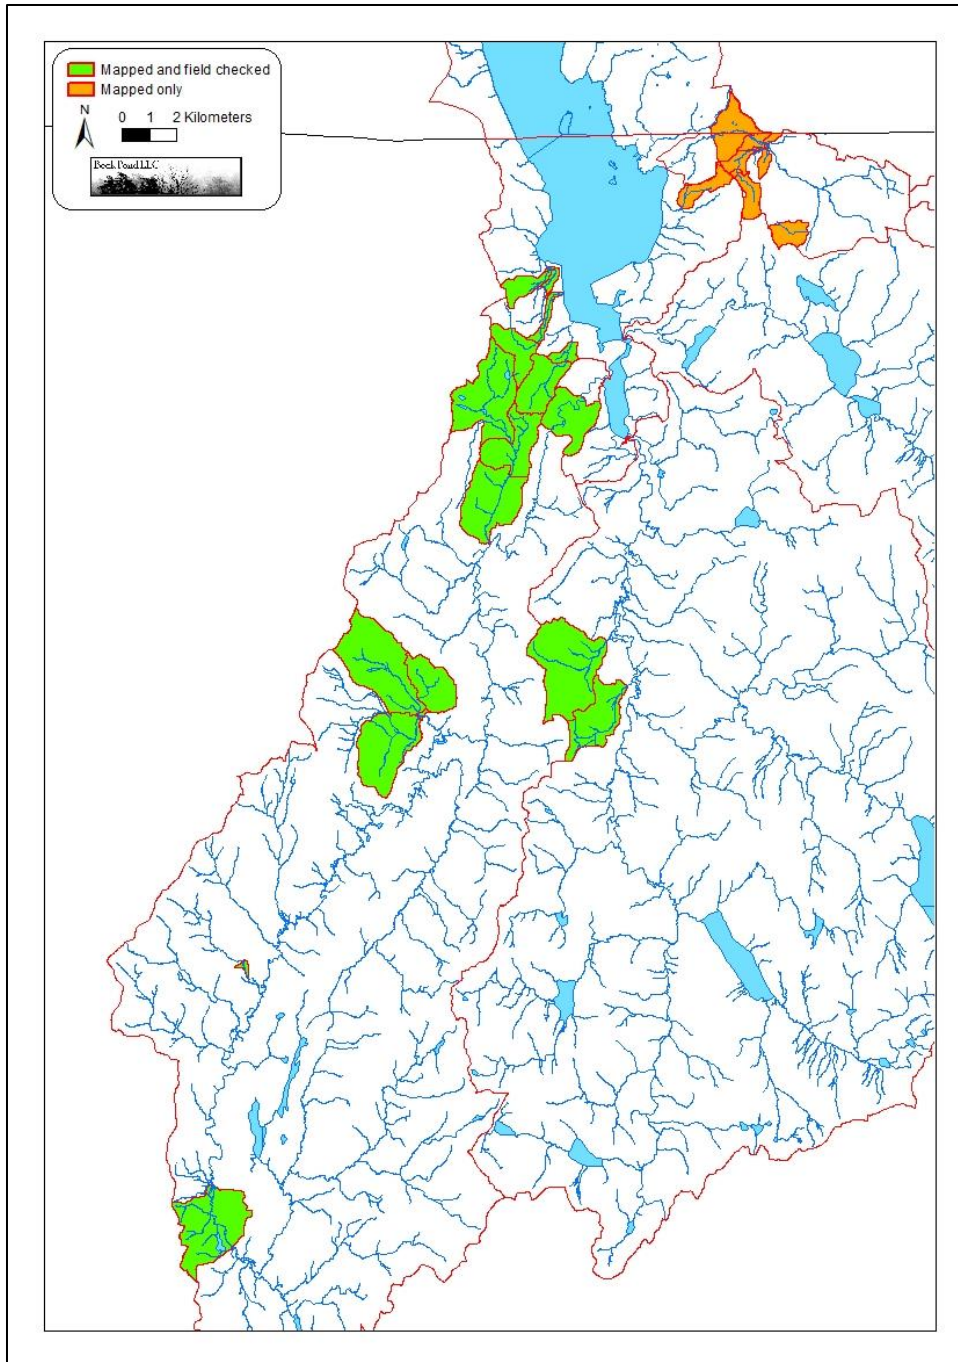 Mapped and field checked
Mapped only
N
0 1 2 Kilometers
Beck Pond LLC